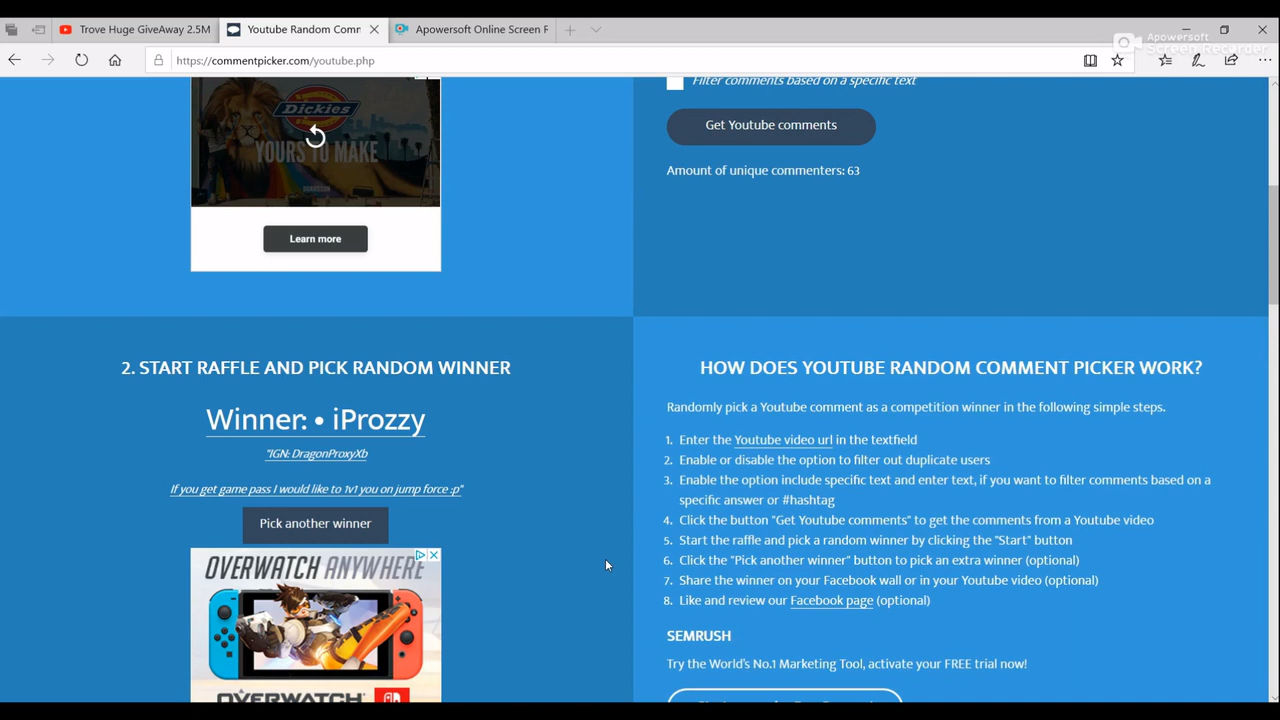 Trove Huge GiveAway 2.5M
Youtube Random Comm
Apowersoft Online Screen R
https://commentpicker.com/youtube.php
Apowersoft
Screen Recorder
Dickies
YOURS TO MAKE
Learn more
Filter comments based on a specific text
Get Youtube comments
Amount of unique commenters: 63
2. START RAFFLE AND PICK RANDOM WINNER
Winner: • iProzzy
"IGN: DragonProxyXb
If you get game pass I would like to 1v1 you on jump force :p"
Pick another winner
OVERWATCH ANYWHERE
OVERWATCH
HOW DOES YOUTUBE RANDOM COMMENT PICKER WORK?
Randomly pick a Youtube comment as a competition winner in the following simple steps.
1. Enter the Youtube video url in the textfield
2. Enable or disable the option to filter out duplicate users
3. Enable the option include specific text and enter text, if you want to filter comments based on a
specific answer or #hashtag
4. Click the button "Get Youtube comments" to get the comments from a Youtube video
5. Start the raffle and pick a random winner by clicking the "Start" button
6. Click the "Pick another winner" button to pick an extra winner (optional)
7. Share the winner on your Facebook wall or in your Youtube video (optional)
8. Like and review our Facebook page (optional)
SEMRUSH
Try the World's No.1 Marketing Tool, activate your FREE trial now!